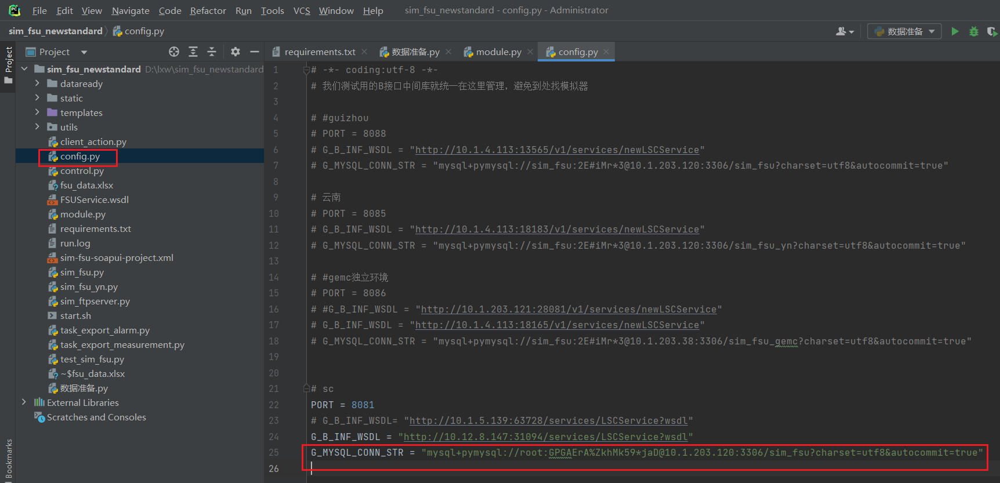 File Edit View Navigate Code Refactor Run Tools VCS Window Help sim_fsu_newstandard - config.py - Administrator
sim_fsu_newstandard config.py 数据准备
Project
Project
requirements.txt 数据准备.py module.py config.py
sim_fsu_newstandard D:\lxw\sim_fsu_newstandard
dataready
static
templates
utils
client_action.py
config.py
control.py
fsu_data.xlsx
FSUService.wsdl
module.py
requirements.txt
run.log
sim-fsu-soapui-project.xml
sim_fsu.py
sim_fsu_yn.py
sim_ftpserver.py
start.sh
task_export_alarm.py
task_export_measurement.py
test_sim_fsu.py
~$fsu_data.xlsx
数据准备.py
External Libraries
Scratches and Consoles
Bookmarks
1 # -*- coding:utf-8 -*-
2 # 我们测试用的B接口中间库就统一在这里管理，避免到处找模拟器
3
4 # #guizhou
5 # PORT = 8088
6 # G_B_INF_WSDL = "http://10.1.4.113:13565/v1/services/newLSCService"
7 # G_MYSQL_CONN_STR = "mysql+pymysql://sim_fsu:2E#iMr*3@10.1.203.120:3306/sim_fsu?charset=utf8&autocommit=true"
8
9 # 云南
10 # PORT = 8085
11 # G_B_INF_WSDL = "http://10.1.4.113:18183/v1/services/newLSCService"
12 # G_MYSQL_CONN_STR = "mysql+pymysql://sim_fsu:2E#iMr*3@10.1.203.120:3306/sim_fsu_yn?charset=utf8&autocommit=true"
13
14 # #gemc独立环境
15 # PORT = 8086
16 # #G_B_INF_WSDL = "http://10.1.203.121:28081/v1/services/newLSCService"
17 # G_B_INF_WSDL = "http://10.1.4.113:18165/v1/services/newLSCService"
18 # G_MYSQL_CONN_STR = "mysql+pymysql://sim_fsu:2E#iMr*3@10.1.203.38:3306/sim_fsu_gemc?charset=utf8&autocommit=true"
19
20
21 # sc
22 PORT = 8081
23 # G_B_INF_WSDL= "http://10.1.5.139:63728/services/LSCService?wsdl"
24 G_B_INF_WSDL = "http://10.12.8.147:31094/services/LSCService?wsdl"
25 G_MYSQL_CONN_STR = "mysql+pymysql://root:GPGAErA%ZkhMk59*jaD@10.1.203.120:3306/sim_fsu?charset=utf8&autocommit=true"
26